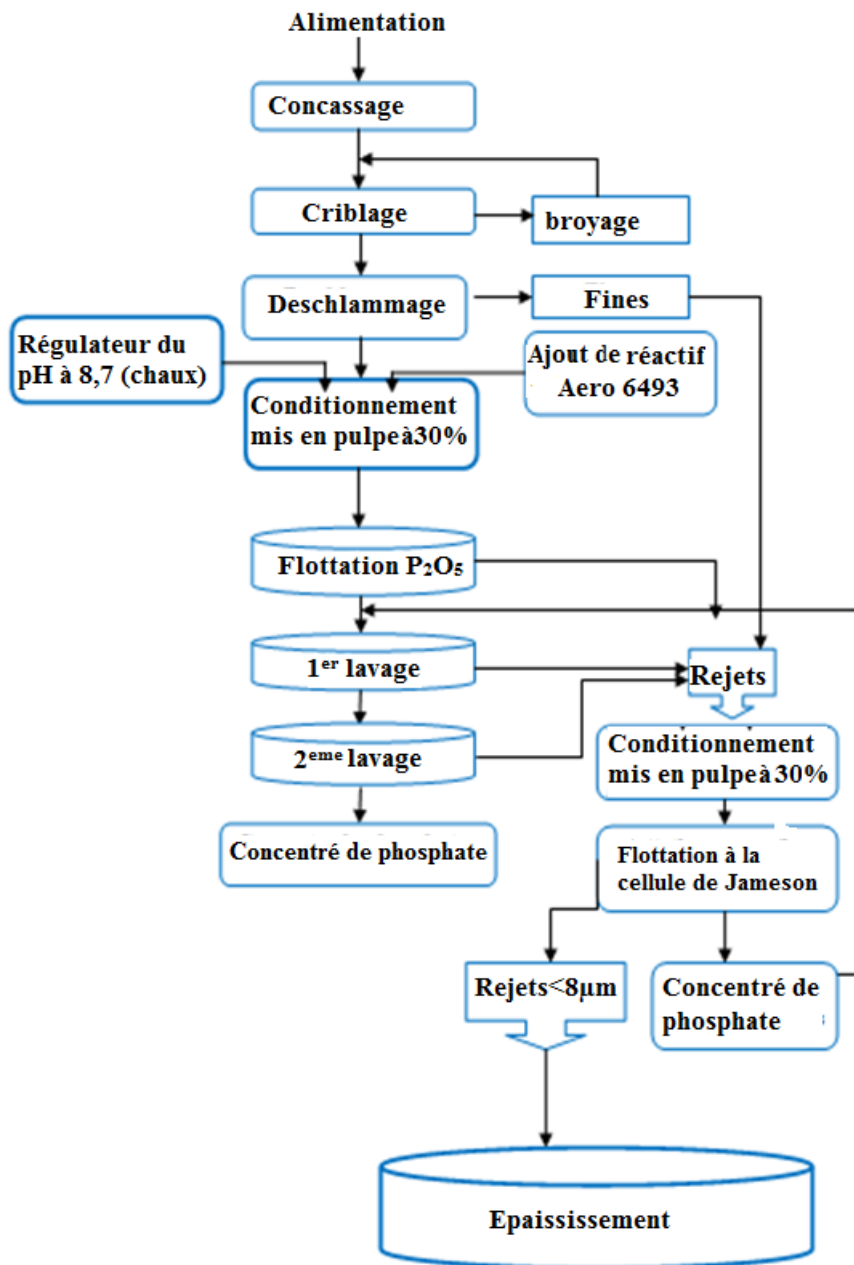 Alimentation
Concassage
Criblage
broyage
Deschlammage
Fines
Régulateur du
pH à 8,7 (chaux)
Ajout de réactif
Aero 6493
Conditionnement
mis en pulpeà30%
Flottation P₂O₅
1er lavage
Rejets
2eme lavage
Conditionnement
mis en pulpeà 30%
Concentré de phosphate
Flottation à la
cellule de Jameson
Rejets<8µm
Concentré de
phosphate
Epaississement